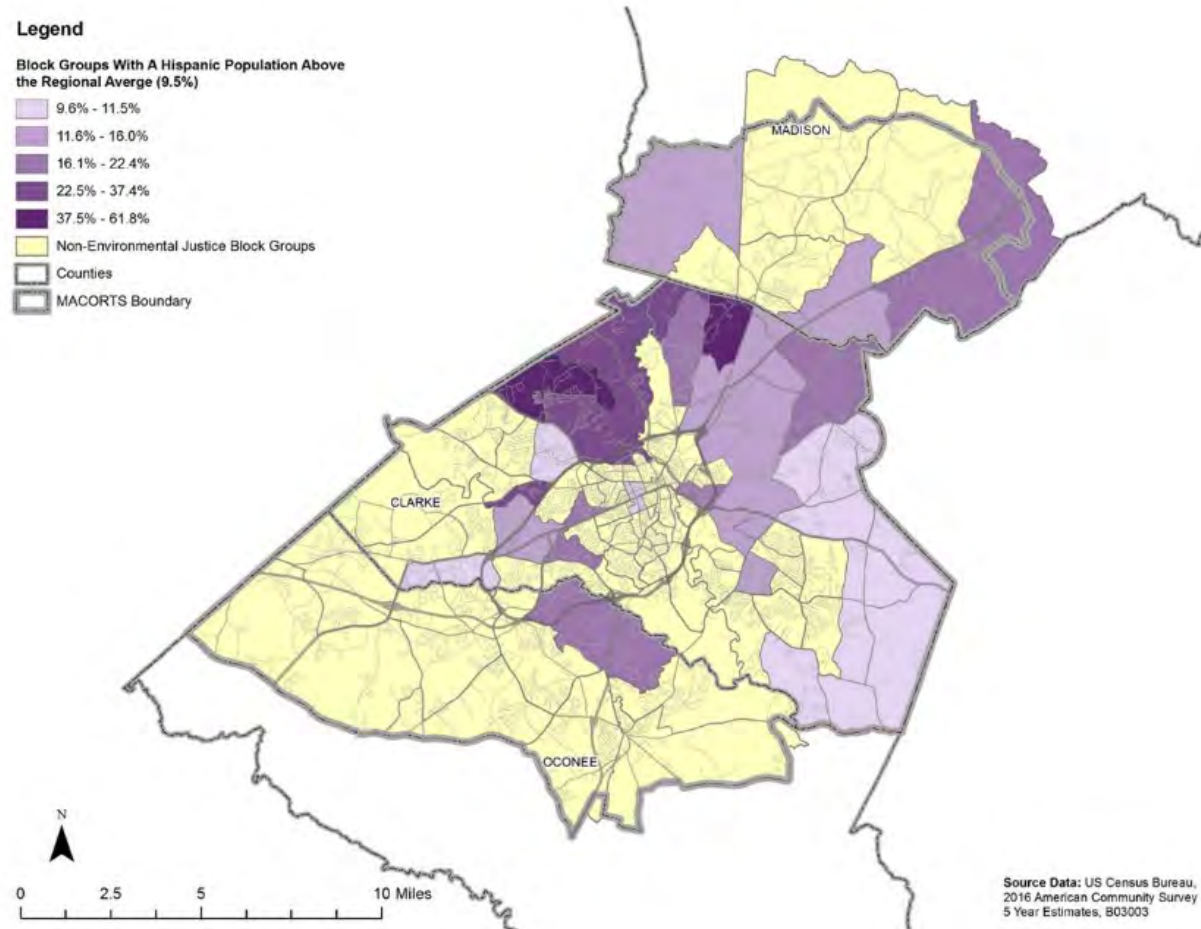 Legend
Block Groups With A Hispanic Population Above
the Regional Averge (9.5%)
9.6% - 11.5%
11.6% - 16.0%
16.1% - 22.4%
22.5% - 37.4%
37.5% - 61.8%
Non-Environmental Justice Block Groups
Counties
MACORTS Boundary
MADISON
CLARKE
OCONEE
N
0 2.5 5 10 Miles
Source Data: US Census Bureau,
2016 American Community Survey
5 Year Estimates, B03003